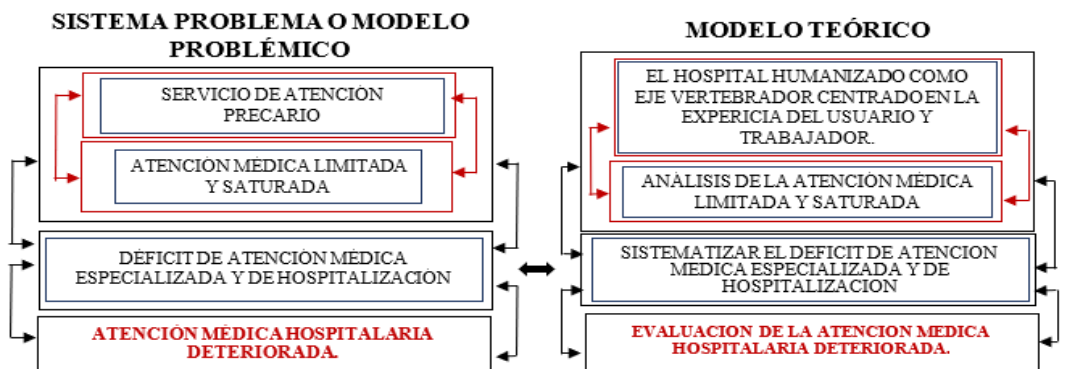 SISTEMA PROBLEMA O MODELO
PROBLÉMICO
SERVICIO DE ATENCIÓN
PRECARIO
ATENCIÓN MÉDICA LIMITADA
Y SATURADA
DÉFICIT DE ATENCIÓN MÉDICA
ESPECIALIZADA Y DE HOSPITALIZACIÓN
ATENCIÓN MÉDICA HOSPITALARIA
DETERIORADA.
MODELO TEÓRICO
EL HOSPITAL HUMANIZADO COMO
EJE VERTEBRADOR CENTRADO EN LA
EXPERICIA DEL USUARIO Y
TRABAJADOR.
ANÁLISIS DE LA ATENCIÓN MÉDICA
LIMITADA Y SATURADA
SISTEMATIZAR EL DEFICIT DE ATENCION
MEDICA ESPECIALIZADA Y DE
HOSPITALIZACION
EVALUACION DE LA ATENCION MEDICA
HOSPITALARIA DETERIORADA.